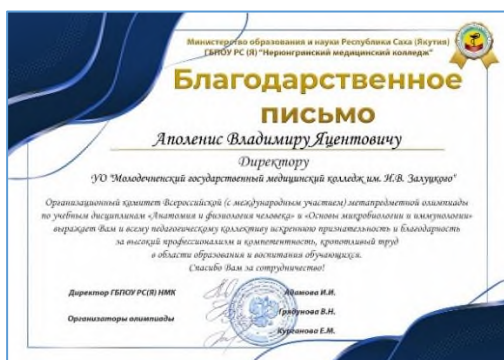 Министерство образования и науки Республики Саха (Якутия)
ГБПОУ РС (Я) "Нерюнгринский медицинский колледж"
Благодарственное
письмо
Аполенис Владимиру Яцентовичу
Директору
УО "Молодечненский государственный медицинский колледж им. И.В. Залуцкого"
Организационный комитет Всероссийской (с международным участием) метапредметной олимпиады
по учебным дисциплинам «Анатомия и физиология человека» и «Основы микробиологии и иммунологии»
выражает Вам и всему педагогическому коллективу искреннюю признательность и благодарность
за высокий профессионализм и компетентность, кропотливый труд
в области образования и воспитания обучающихся.
Спасибо Вам за сотрудничество!
Директор ГБПОУ РС(Я) НМК
Адамова И.И.
Организаторы олимпиады
Грядунова В.Н.
Курганова Е.М.